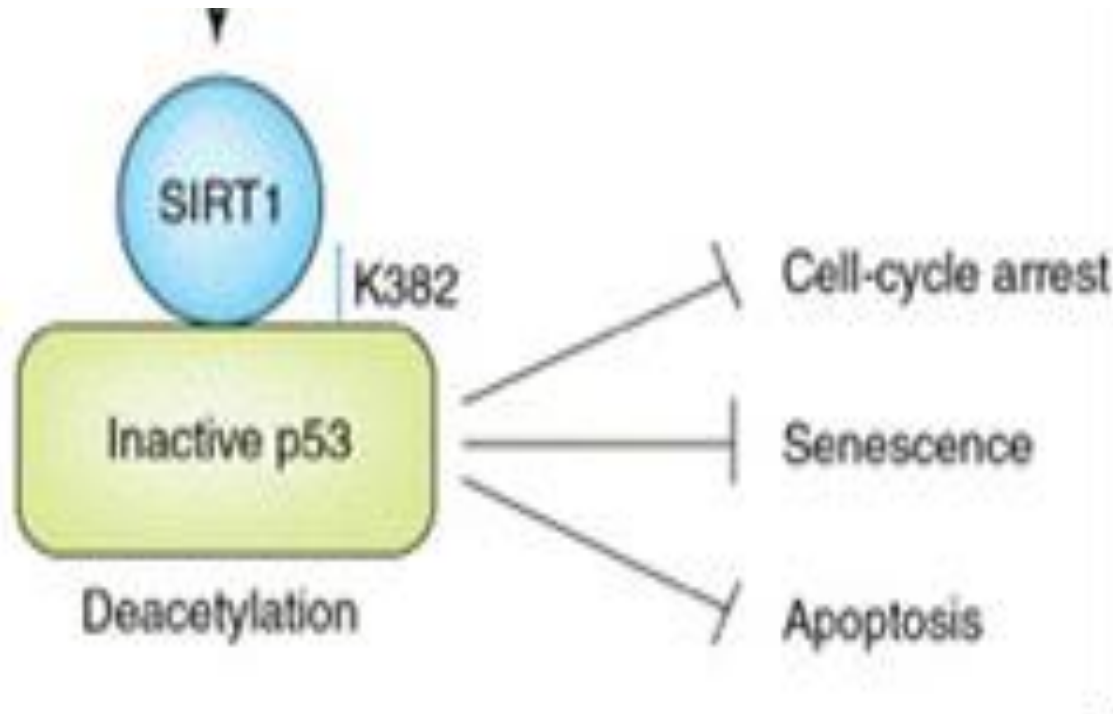 SIRT1
K382
Cell-cycle arrest
Inactive p53
Senescence
Deacetylation
Apoptosis